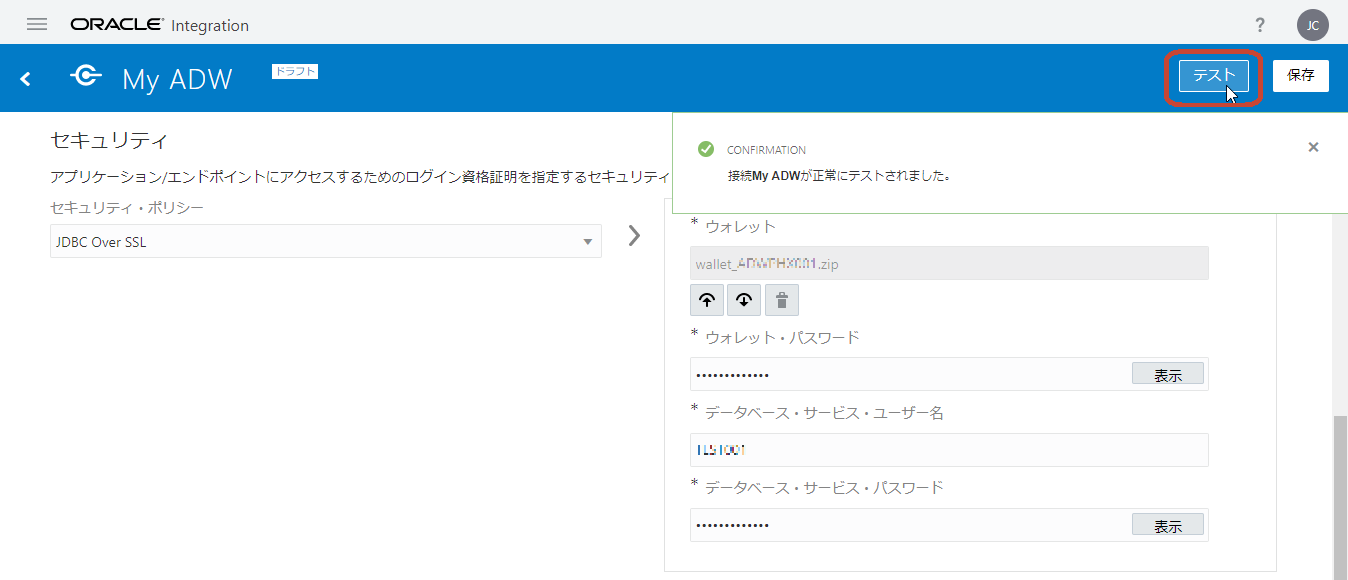 ORACLE Integration
?
JC
My ADW
ドラフト
テスト
保存
セキュリティ
CONFIRMATION
接続My ADWが正常にテストされました。
アプリケーション/エンドポイントにアクセスするためのログイン資格証明を指定するセキュリティ
セキュリティ・ポリシー
JDBC Over SSL
* ウォレット
wallet_ .zip
* ウォレット・パスワード
•••••••••••••
表示
* データベース・サービス・ユーザー名
* データベース・サービス・パスワード
•••••••••••••
表示